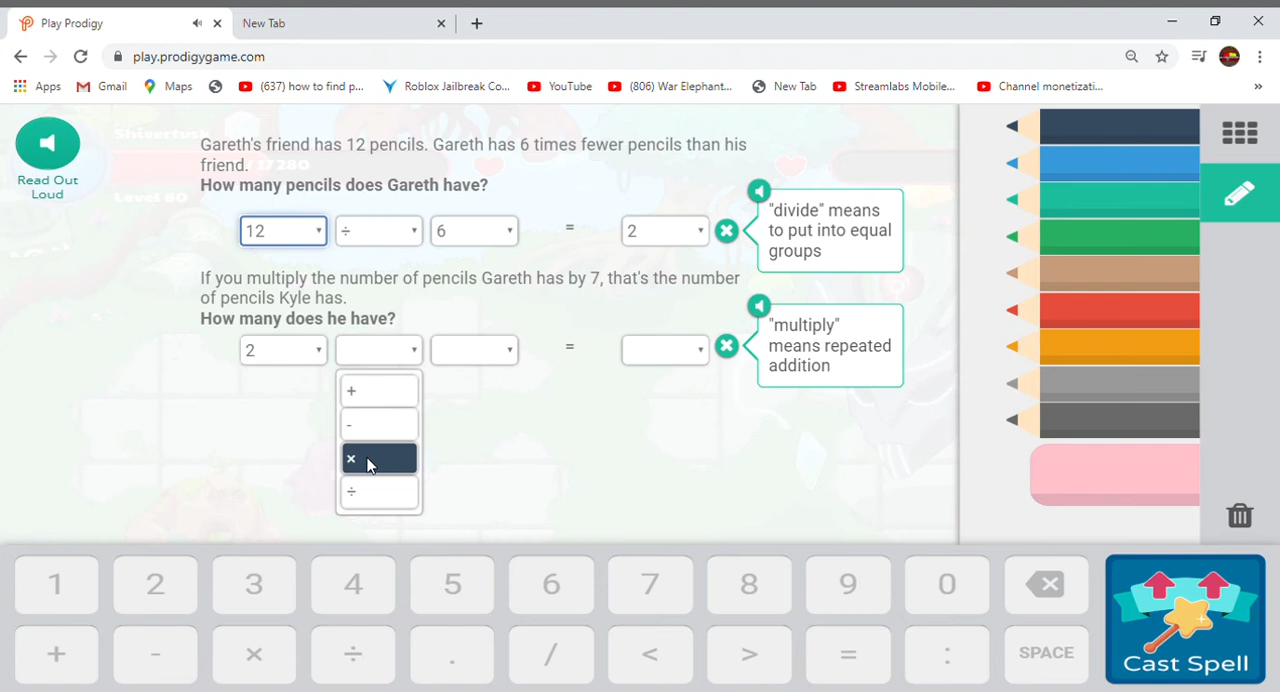 Play Prodigy
New Tab
play.prodigygame.com
Apps Gmail Maps (637) how to find p... Roblox Jailbreak Co... YouTube (806) War Elephant... New Tab Streamlabs Mobile... Channel monetizati... »
Shivertusk
17280
Level 60
Read Out
Loud
Gareth's friend has 12 pencils. Gareth has 6 times fewer pencils than his
friend.
How many pencils does Gareth have?
12 ÷ 6 = 2
"divide" means
to put into equal
groups
If you multiply the number of pencils Gareth has by 7, that's the number
of pencils Kyle has.
How many does he have?
2 =
"multiply"
means repeated
addition
+
-
×
÷
1 2 3 4 5 6 7 8 9 0
+ - × ÷ . / < > = : SPACE
Cast Spell